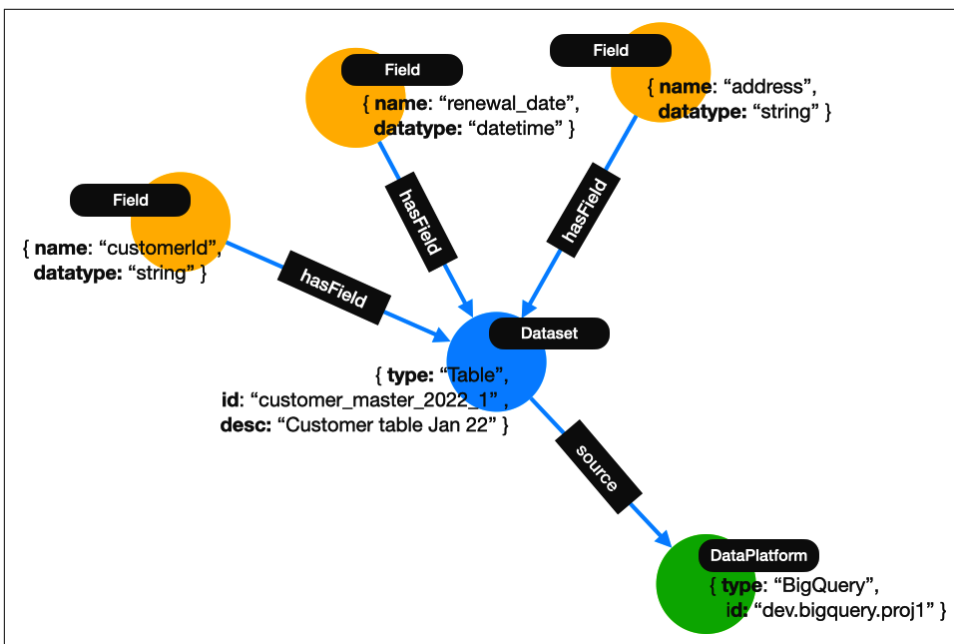 Field
{ name: “renewal_date”,
datatype: “datetime” }
Field
{ name: “address”,
datatype: “string” }
Field
{ name: “customerId”,
datatype: “string” }
hasField
hasField
hasField
Dataset
{ type: “Table”,
id: “customer_master_2022_1” ,
desc: “Customer table Jan 22” }
source
DataPlatform
{ type: “BigQuery”,
id: “dev.bigquery.proj1” }